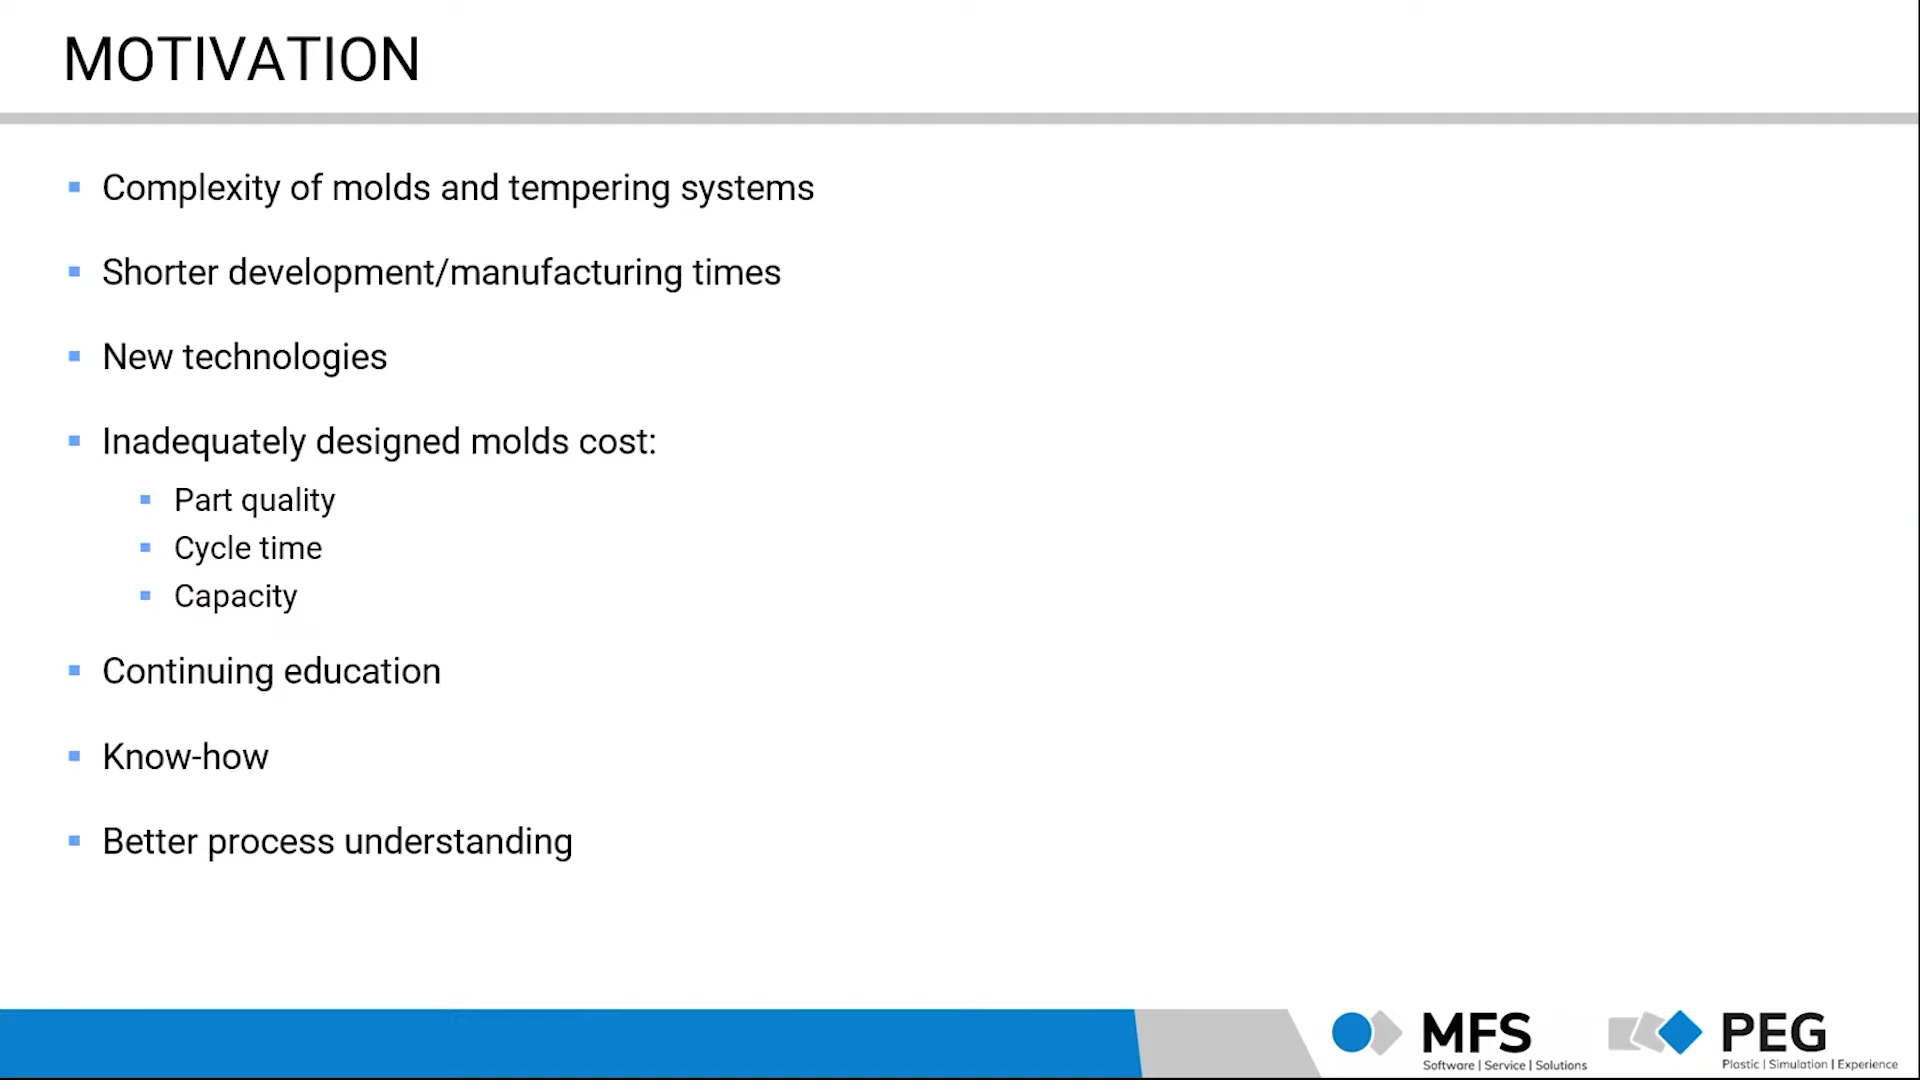 MOTIVATION
Complexity of molds and tempering systems
Shorter development/manufacturing times
New technologies
Inadequately designed molds cost:
Part quality
Cycle time
Capacity
Continuing education
Know-how
Better process understanding
MFS
Software | Service | Solutions
PEG
Plastic | Simulation | Experience